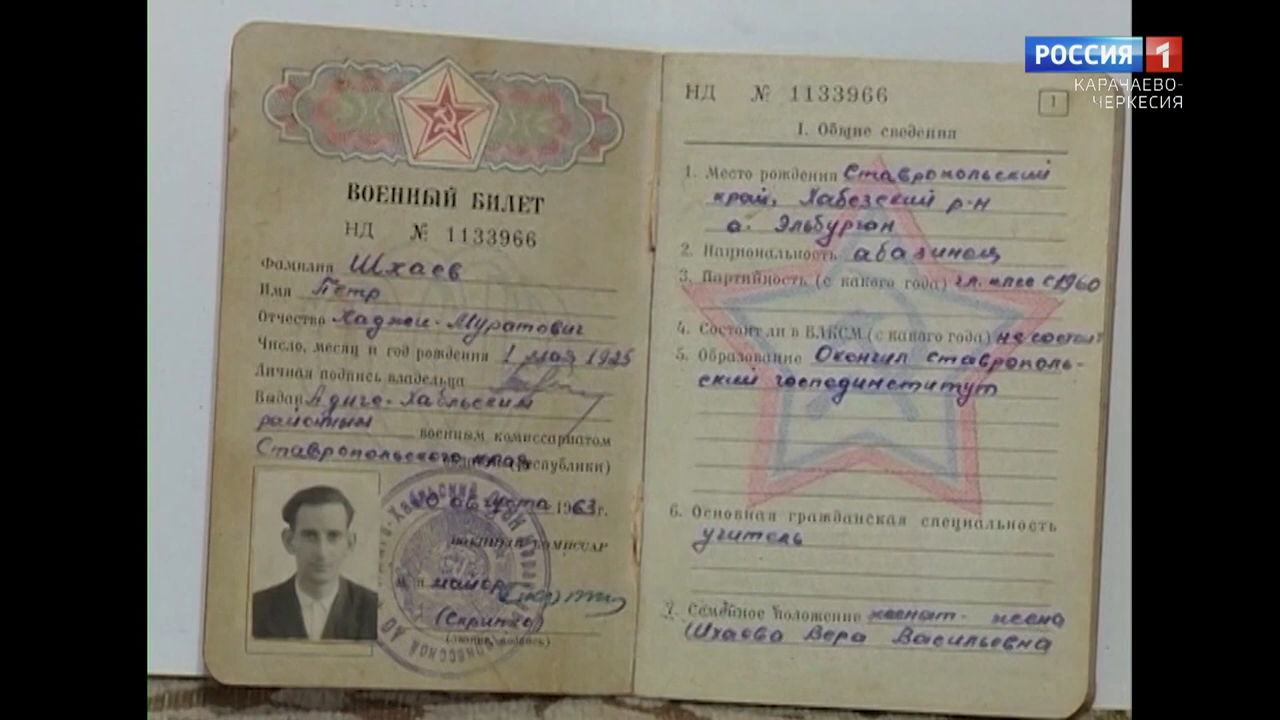 РОССИЯ 1
КАРАЧАЕВО-
ЧЕРКЕСИЯ
ВОЕННЫЙ БИЛЕТ
НД № 1133966
Фамилия Шхаев
Имя Петр
Отчество Хаджи-Муратович
Число, месяц и год рождения 1 мая 1925
Личная подпись владельца
Выдан Адыге-Хабльским
районным военным комиссариатом
Ставропольского края (республики)
августа 1963 г.
ВОЕННЫЙ КОМИССАР
майор
(Скрипко)
НД № 1133966
1
I. Общие сведения
1. Место рождения Ставропольский
край, Хабезский р-н
а. Эльбурган
2. Национальность абазинец
3. Партийность (с какого года) чл. КПСС с 1960
4. Состоял ли в ВЛКСМ (с какого года) не состоял
5. Образование Окончил ставрополь-
ский госпединститут
6. Основная гражданская специальность
учитель
7. Семейное положение женат - жена
Шхаева Вера Васильевна